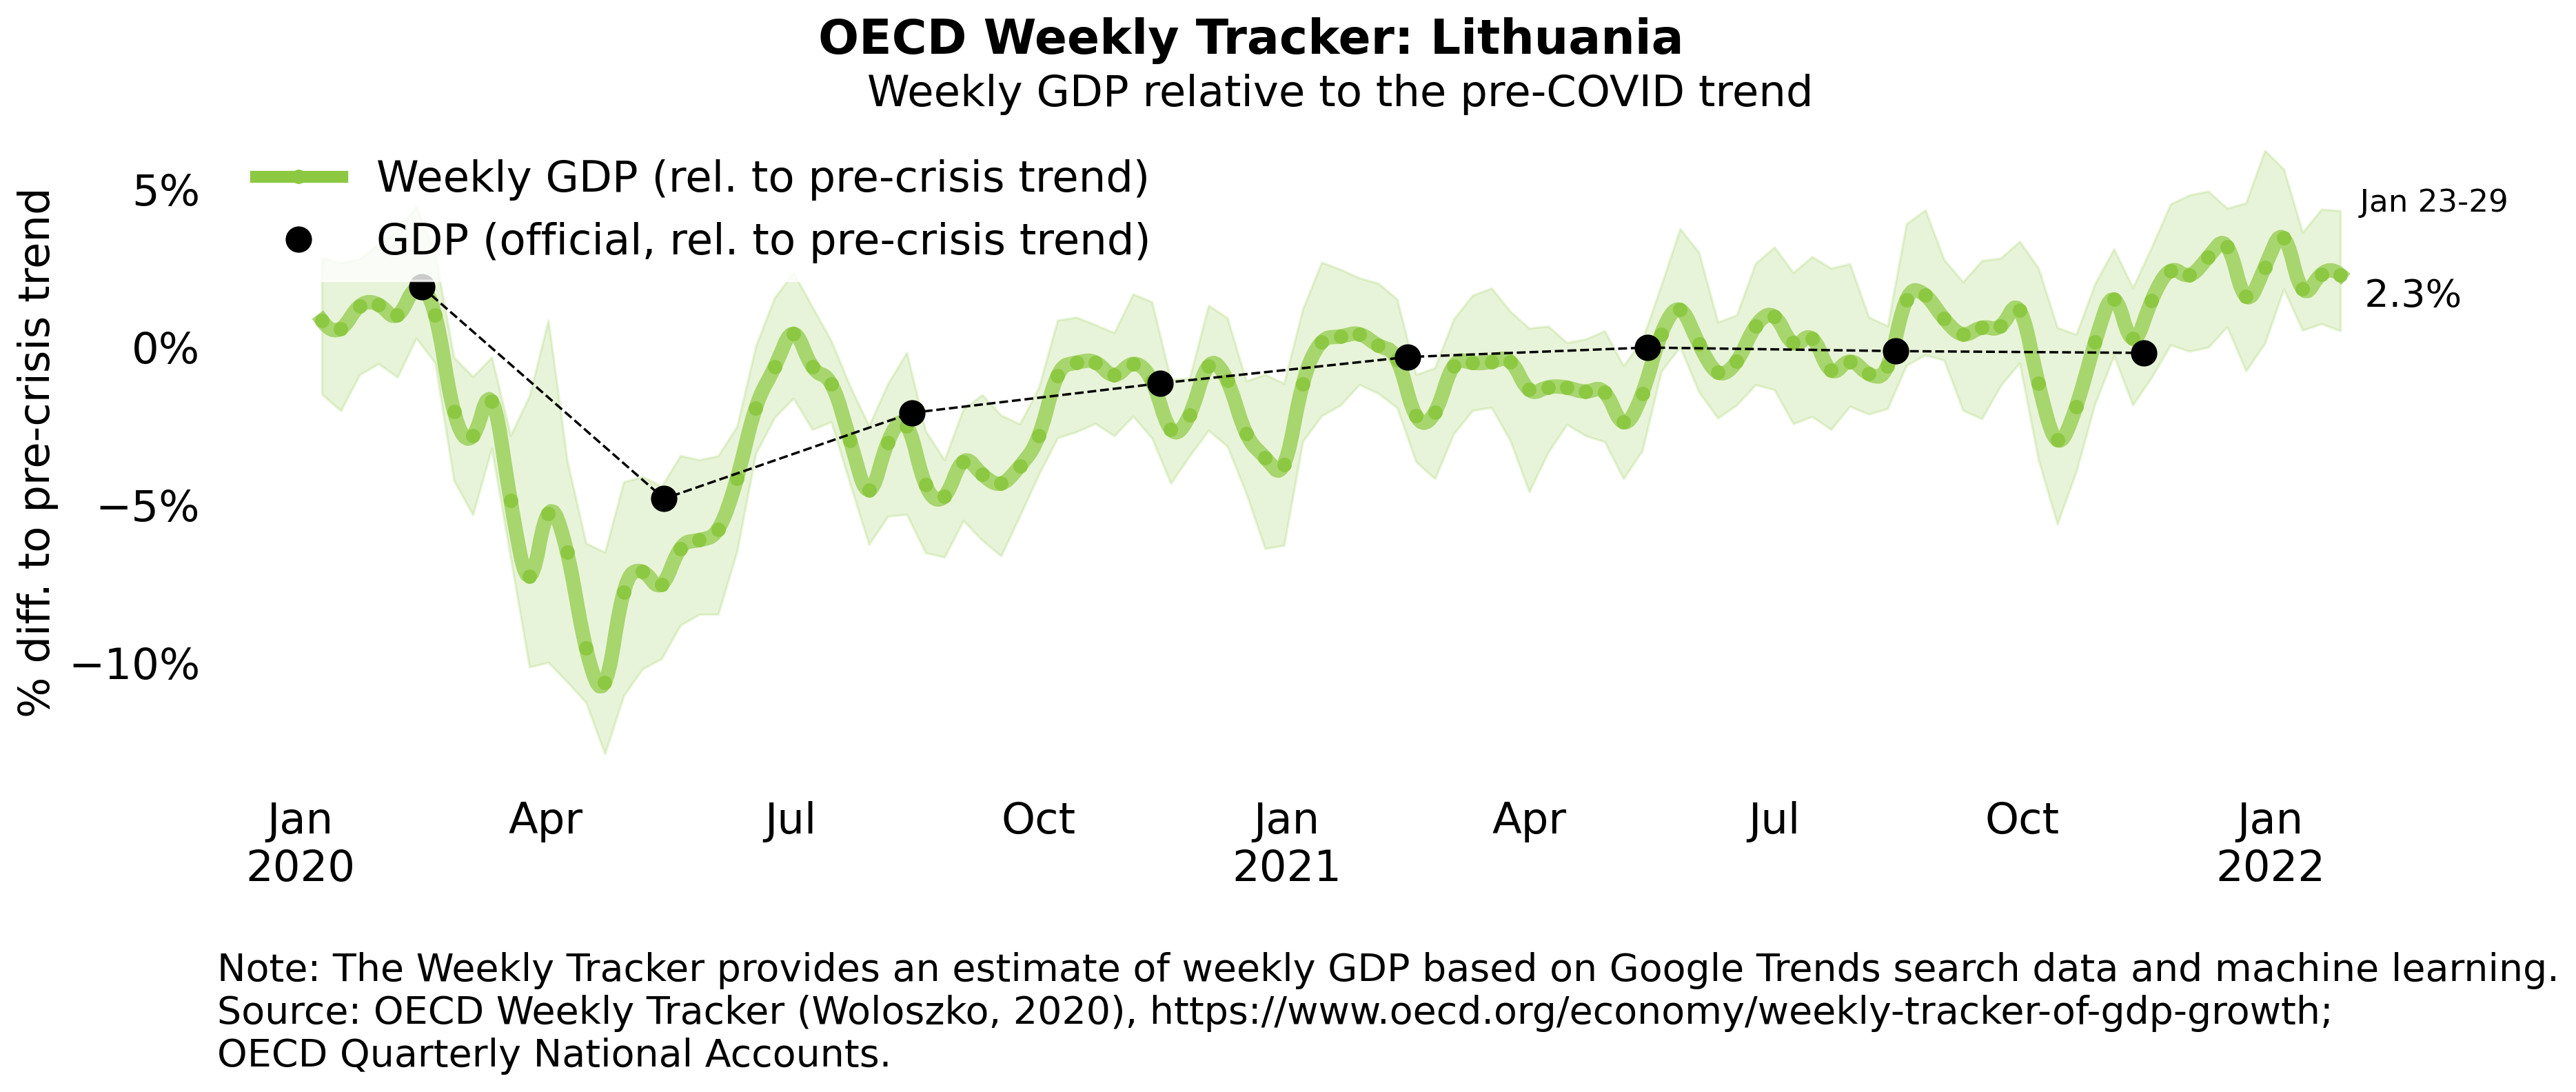 OECD Weekly Tracker: Lithuania
Weekly GDP relative to the pre-COVID trend
Weekly GDP (rel. to pre-crisis trend)
GDP (official, rel. to pre-crisis trend)
% diff. to pre-crisis trend
5%
0%
−5%
−10%
Jan 23-29
2.3%
Jan Apr Jul Oct Jan Apr Jul Oct Jan
2020 2021 2022
Note: The Weekly Tracker provides an estimate of weekly GDP based on Google Trends search data and machine learning.
Source: OECD Weekly Tracker (Woloszko, 2020), https://www.oecd.org/economy/weekly-tracker-of-gdp-growth;
OECD Quarterly National Accounts.